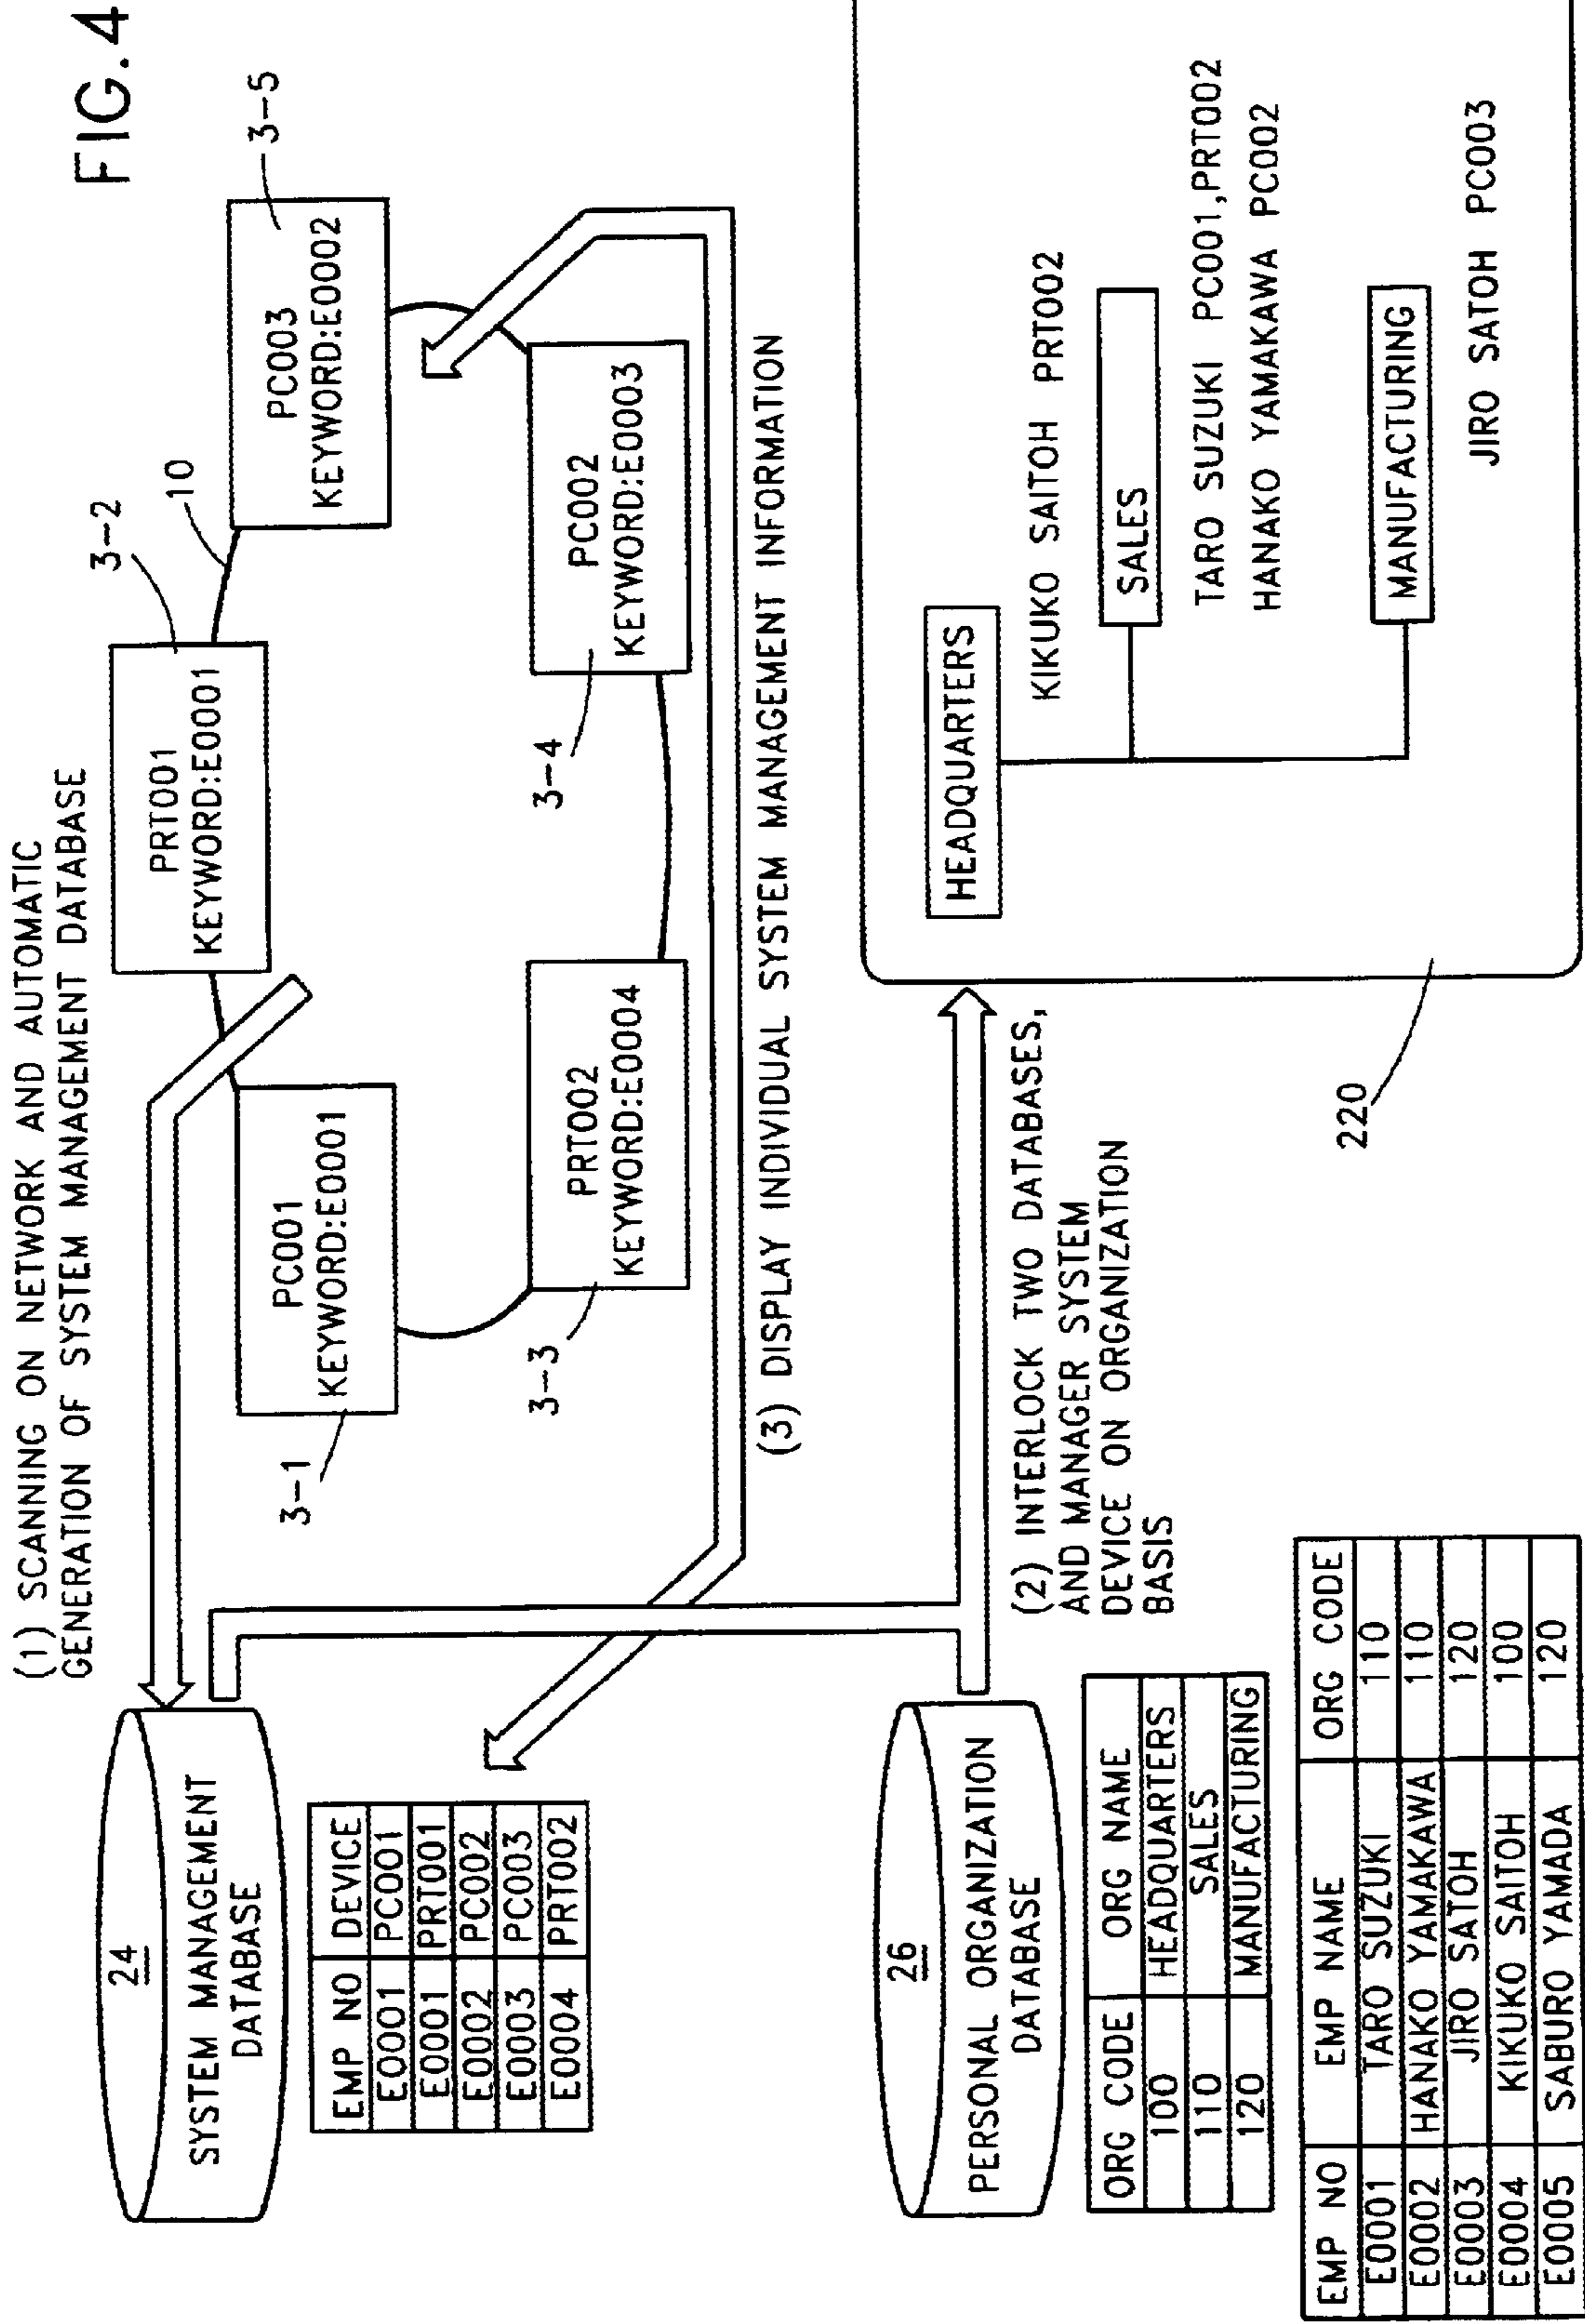 FIG. 4
(1) SCANNING ON NETWORK AND AUTOMATIC
GENERATION OF SYSTEM MANAGEMENT DATABASE
24
SYSTEM MANAGEMENT
DATABASE
EMP NO DEVICE
E0001 PC001
E0001 PRT001
E0002 PC002
E0003 PC003
E0004 PRT002
3-1
PC001
KEYWORD:E0001
PRT001
KEYWORD:E0001
3-2
10
PC003
KEYWORD:E0002
3-5
3-3
PRT002
KEYWORD:E0004
3-4
PC002
KEYWORD:E0003
(3) DISPLAY INDIVIDUAL SYSTEM MANAGEMENT INFORMATION
26
PERSONAL ORGANIZATION
DATABASE
ORG CODE ORG NAME
100 HEADQUARTERS
110 SALES
120 MANUFACTURING
EMP NO EMP NAME ORG CODE
E0001 TARO SUZUKI 110
E0002 HANAKO YAMAKAWA 110
E0003 JIRO SATOH 120
E0004 KIKUKO SAITOH 100
E0005 SABURO YAMADA 120
(2) INTERLOCK TWO DATABASES,
AND MANAGER SYSTEM
DEVICE ON ORGANIZATION
BASIS
220
HEADQUARTERS
KIKUKO SAITOH PRT002
SALES
TARO SUZUKI PC001,PRT002
HANAKO YAMAKAWA PC002
MANUFACTURING
JIRO SATOH PC003